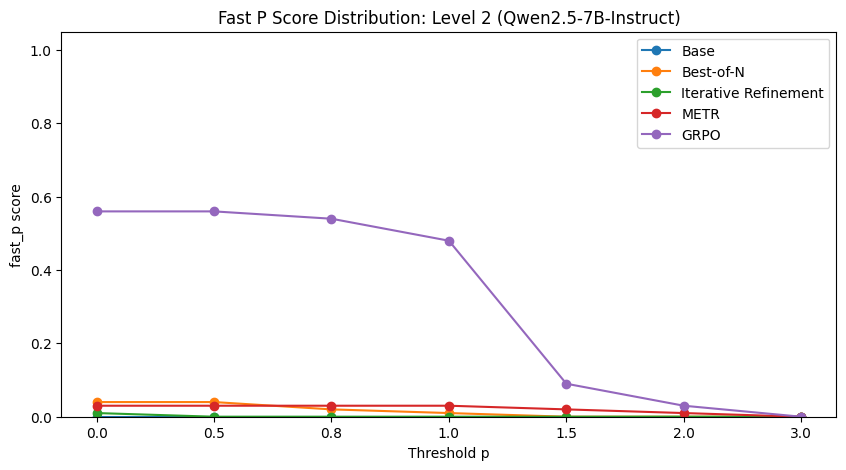 Fast P Score Distribution: Level 2 (Qwen2.5-7B-Instruct)
Base
Best-of-N
Iterative Refinement
METR
GRPO
fast_p score
1.0
0.8
0.6
0.4
0.2
0.0
0.0 0.5 0.8 1.0 1.5 2.0 3.0
Threshold p